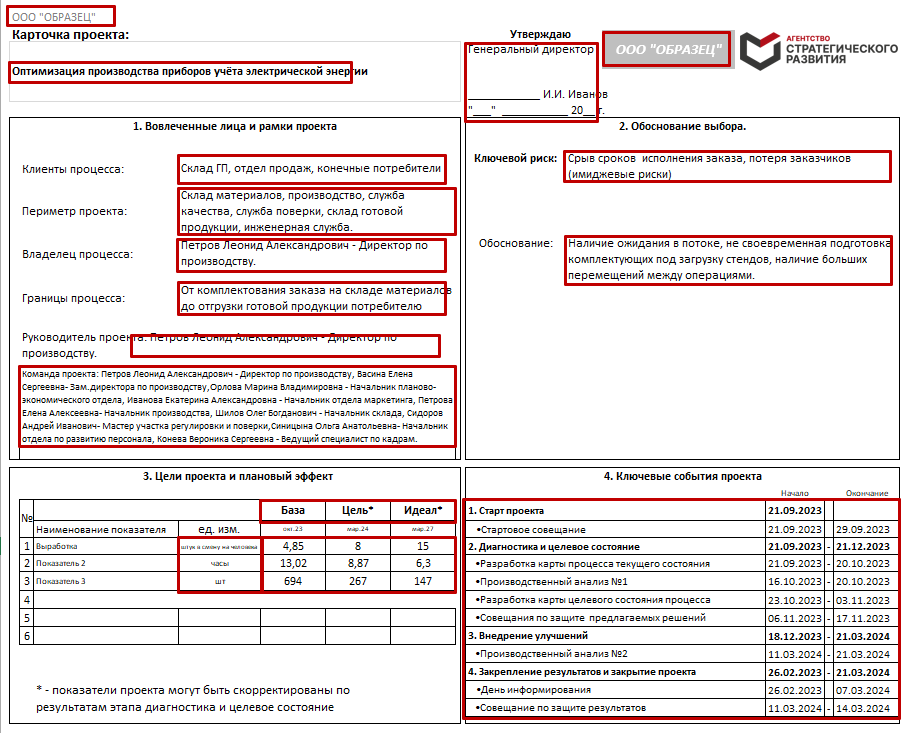 ООО "ОБРАЗЕЦ"
Карточка проекта:
Оптимизация производства приборов учёта электрической энергии
Утверждаю
Генеральный директор
____________ И.И. Иванов
"___" ___________ 20__ г.
ООО "ОБРАЗЕЦ"
АГЕНТСТВО
СТРАТЕГИЧЕСКОГО
РАЗВИТИЯ
1. Вовлеченные лица и рамки проекта
Клиенты процесса: Склад ГП, отдел продаж, конечные потребители
Периметр проекта: Склад материалов, производство, служба
качества, служба поверки, склад готовой
продукции, инженерная служба.
Владелец процесса: Петров Леонид Александрович - Директор по
производству.
Границы процесса: От комплектования заказа на складе материалов
до отгрузки готовой продукции потребителю
Руководитель проекта: Петров Леонид Александрович - Директор по
производству.
Команда проекта: Петров Леонид Александрович - Директор по производству, Васина Елена
Сергеевна- Зам.директора по производству,Орлова Марина Владимировна - Начальник планово-
экономического отдела, Иванова Екатерина Александровна - Начальник отдела маркетинга, Петрова
Елена Алексеевна- Начальник производства, Шилов Олег Богданович - Начальник склада, Сидоров
Андрей Иванович- Мастер участка регулировки и поверки,Синицына Ольга Анатольевна- Начальник
отдела по развитию персонала, Конева Вероника Сергеевна - Ведущий специалист по кадрам.
2. Обоснование выбора.
Ключевой риск: Срыв сроков исполнения заказа, потеря заказчиков
(имиджевые риски)
Обоснование: Наличие ожидания в потоке, не своевременная подготовка
комплектующих под загрузку стендов, наличие больших
перемещений между операциями.
3. Цели проекта и плановый эффект
База Цель* Идеал*
№ Наименование показателя ед. изм. окт.23 мар.24 мар.27
1 Выработка штук в смену на человека 4,85 8 15
2 Показатель 2 часы 13,02 8,87 6,3
3 Показатель 3 шт 694 267 147
4
5
6
* - показатели проекта могут быть скорректированы по
результатам этапа диагностика и целевое состояние
4. Ключевые события проекта
Начало Окончание
1. Старт проекта 21.09.2023
•Стартовое совещание 21.09.2023 - 29.09.2023
2. Диагностика и целевое состояние 21.09.2023 - 21.12.2023
•Разработка карты процесса текущего состояния 21.09.2023 - 20.10.2023
•Производственный анализ №1 16.10.2023 - 20.10.2023
•Разработка карты целевого состояния процесса 23.10.2023 - 03.11.2023
•Совещания по защите предлагаемых решений 06.11.2023 - 17.11.2023
3. Внедрение улучшений 18.12.2023 - 21.03.2024
•Производственный анализ №2 11.03.2024 - 21.03.2024
4. Закрепление результатов и закрытие проекта 26.02.2023 - 21.03.2024
•День информирования 26.02.2023 - 07.03.2024
•Совещание по защите результатов 11.03.2024 - 14.03.2024